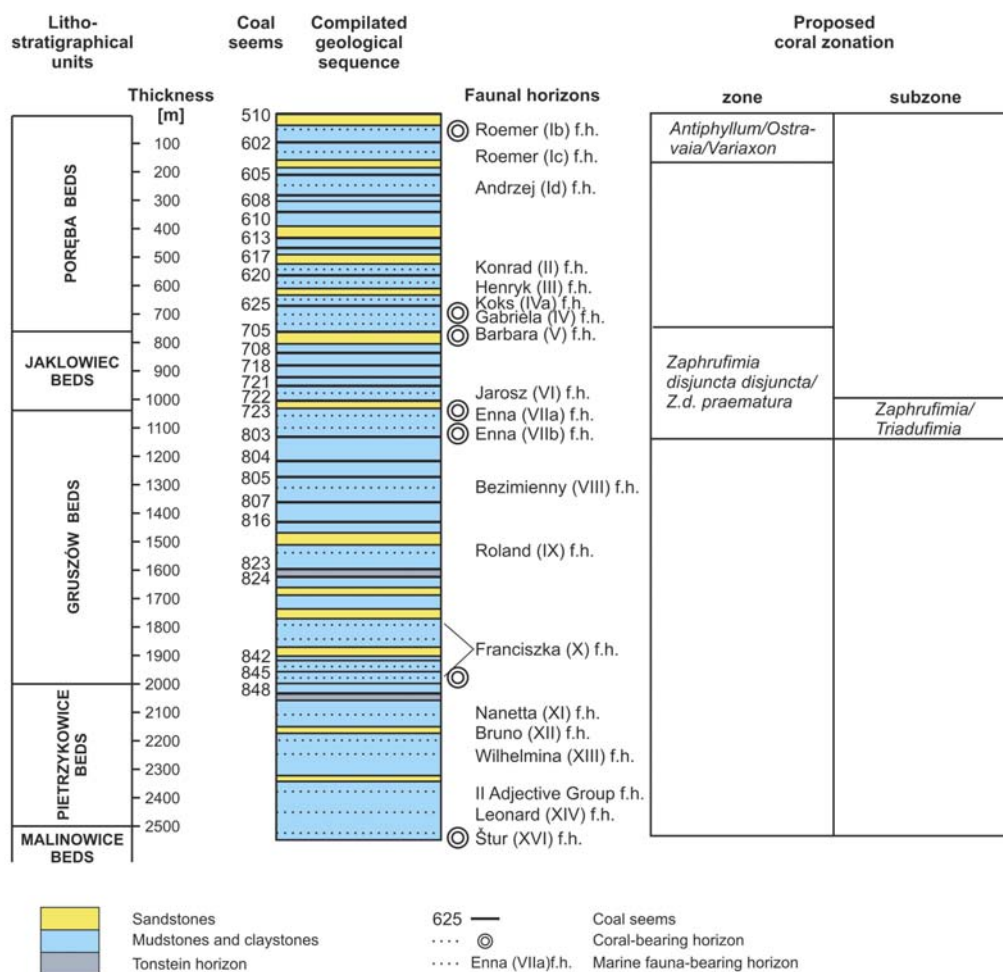 Litho-
stratigraphical
units
Coal
seems
Compilated
geological
sequence
Proposed
coral zonation
Thickness
[m]
Faunal horizons
zone
subzone
PORĘBA BEDS
JAKLOWIEC
BEDS
GRUSZÓW BEDS
PIETRZYKOWICE
BEDS
MALINOWICE
BEDS
100
200
300
400
500
600
700
800
900
1000
1100
1200
1300
1400
1500
1600
1700
1800
1900
2000
2100
2200
2300
2400
2500
510
602
605
608
610
613
617
620
625
705
708
718
721
722
723
803
804
805
807
816
823
824
842
845
848
Roemer (Ib) f.h.
Roemer (Ic) f.h.
Andrzej (Id) f.h.
Konrad (II) f.h.
Henryk (III) f.h.
Koks (IVa) f.h.
Gabriela (IV) f.h.
Barbara (V) f.h.
Jarosz (VI) f.h.
Enna (VIIa) f.h.
Enna (VIIb) f.h.
Bezimienny (VIII) f.h.
Roland (IX) f.h.
Franciszka (X) f.h.
Nanetta (XI) f.h.
Bruno (XII) f.h.
Wilhelmina (XIII) f.h.
II Adjective Group f.h.
Leonard (XIV) f.h.
Štur (XVI) f.h.
Antiphyllum/Ostra-
vaia/Variaxon
Zaphrufimia
disjuncta disjuncta/
Z.d. praematura
Zaphrufimia/
Triadufimia
Sandstones
Mudstones and claystones
Tonstein horizon
625
Coal seems
Coral-bearing horizon
Enna (VIIa)f.h.
Marine fauna-bearing horizon